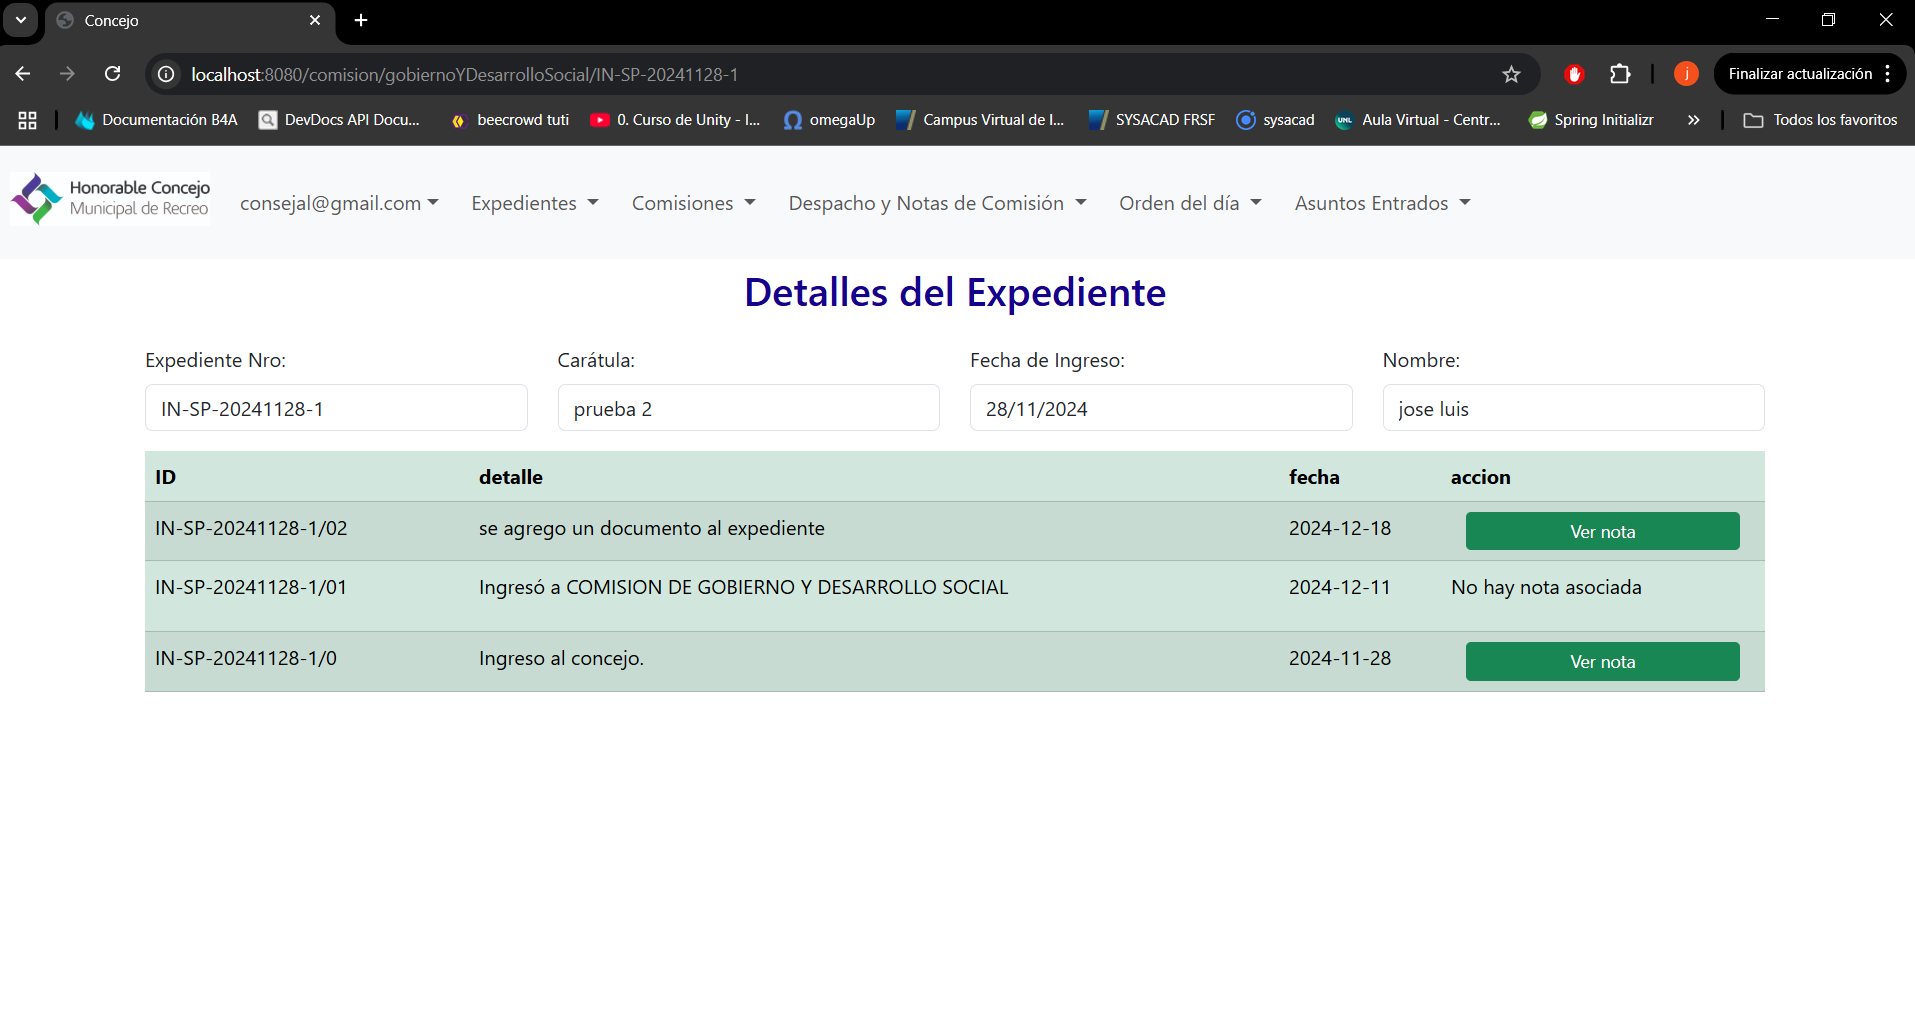 Concejo
localhost:8080/comision/gobiernoYDesarrolloSocial/IN-SP-20241128-1
j
Finalizar actualización
Documentación B4A
DevDocs API Docu...
beecrowd tuti
0. Curso de Unity - I...
omegaUp
Campus Virtual de I...
SYSACAD FRSF
sysacad
UNL
Aula Virtual - Centr...
Spring Initializr
Todos los favoritos
Honorable Concejo
Municipal de Recreo
consejal@gmail.com
Expedientes
Comisiones
Despacho y Notas de Comisión
Orden del día
Asuntos Entrados
Detalles del Expediente
Expediente Nro:
Carátula:
Fecha de Ingreso:
Nombre:
IN-SP-20241128-1
prueba 2
28/11/2024
jose luis
ID detalle fecha accion
IN-SP-20241128-1/02 se agrego un documento al expediente 2024-12-18 Ver nota
IN-SP-20241128-1/01 Ingresó a COMISION DE GOBIERNO Y DESARROLLO SOCIAL 2024-12-11 No hay nota asociada
IN-SP-20241128-1/0 Ingreso al concejo. 2024-11-28 Ver nota